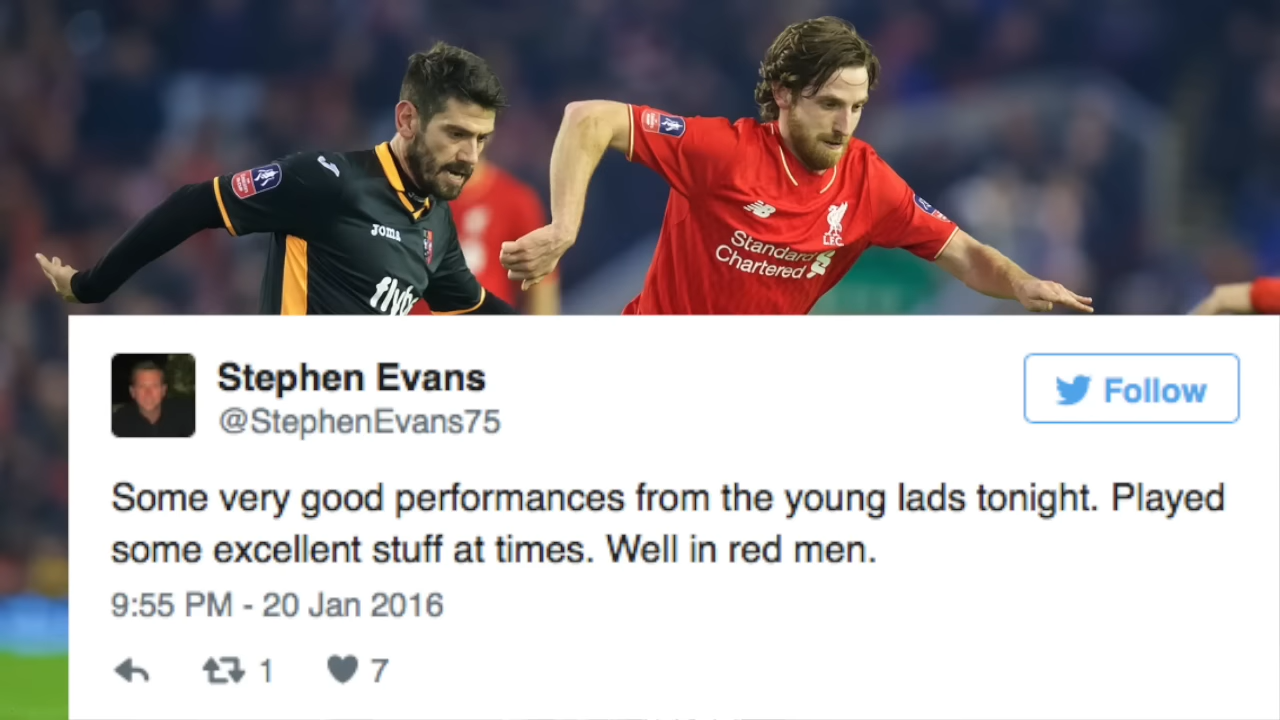 Joma
flybe
Standard
Chartered
L.F.C.
Stephen Evans
@StephenEvans75
Follow
Some very good performances from the young lads tonight. Played
some excellent stuff at times. Well in red men.
9:55 PM - 20 Jan 2016
1
7